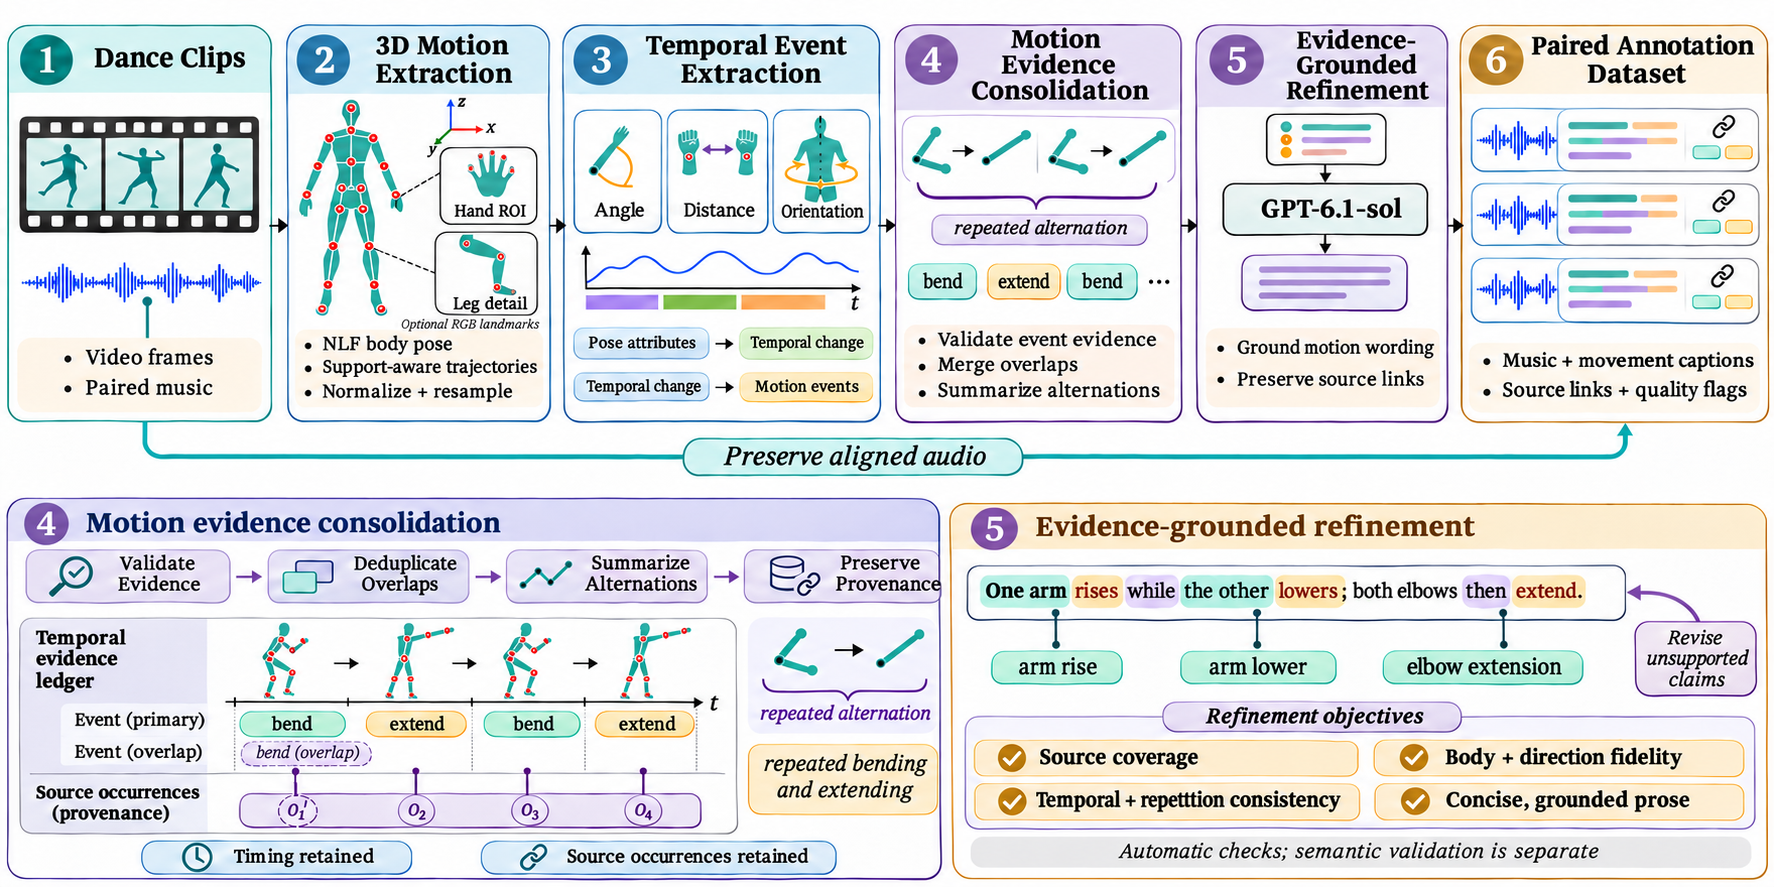 1 Dance Clips
Video frames
Paired music
2 3D Motion
Extraction
z
x
y
Hand ROI
Leg detail
Optional RGB landmarks
NLF body pose
Support-aware trajectories
Normalize + resample
3 Temporal Event
Extraction
Angle
Distance
Orientation
t
Pose attributes
Temporal change
Temporal change
Motion events
4 Motion
Evidence
Consolidation
repeated alternation
bend extend bend ...
Validate event evidence
Merge overlaps
Summarize alternations
5 Evidence-
Grounded
Refinement
GPT-6.1-sol
Ground motion wording
Preserve source links
6 Paired Annotation
Dataset
Music + movement captions
Source links + quality flags
Preserve aligned audio
4 Motion evidence consolidation
Validate
Evidence
Deduplicate
Overlaps
Summarize
Alternations
Preserve
Provenance
Temporal
evidence
ledger
t
Event (primary)
bend extend bend extend
Event (overlap)
bend (overlap)
Source occurrences
(provenance)
O₁′ O₂ O₃ O₄
repeated alternation
repeated bending
and extending
Timing retained
Source occurrences retained
5 Evidence-grounded refinement
One arm rises while the other lowers; both elbows then extend.
arm rise
arm lower
elbow extension
Revise
unsupported
claims
Refinement objectives
Source coverage
Body + direction fidelity
Temporal + repetttion consistency
Concise, grounded prose
Automatic checks; semantic validation is separate